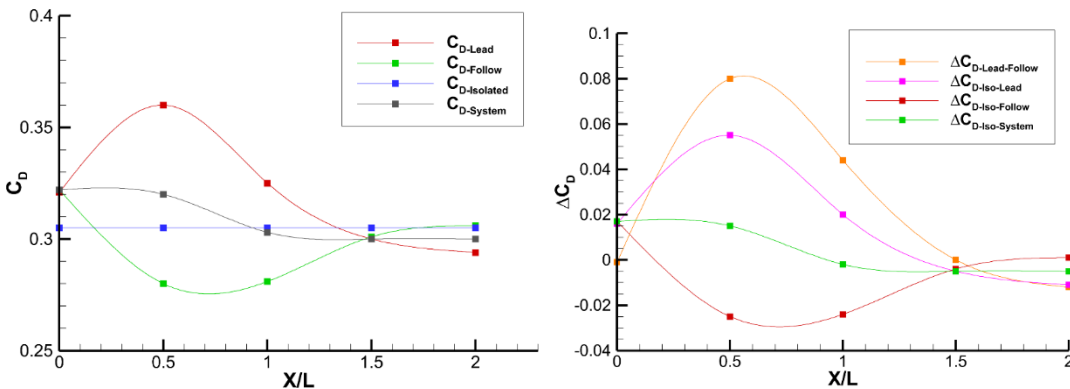 0.4
0.35
0.3
0.25
C_D
0
0.5
1
1.5
2
X/L
C_D-Lead
C_D-Follow
C_D-Isolated
C_D-System
0.1
0.08
0.06
0.04
0.02
0
-0.02
-0.04
ΔC_D
0
0.5
1
1.5
2
X/L
ΔC_D-Lead-Follow
ΔC_D-Iso-Lead
ΔC_D-Iso-Follow
ΔC_D-Iso-System